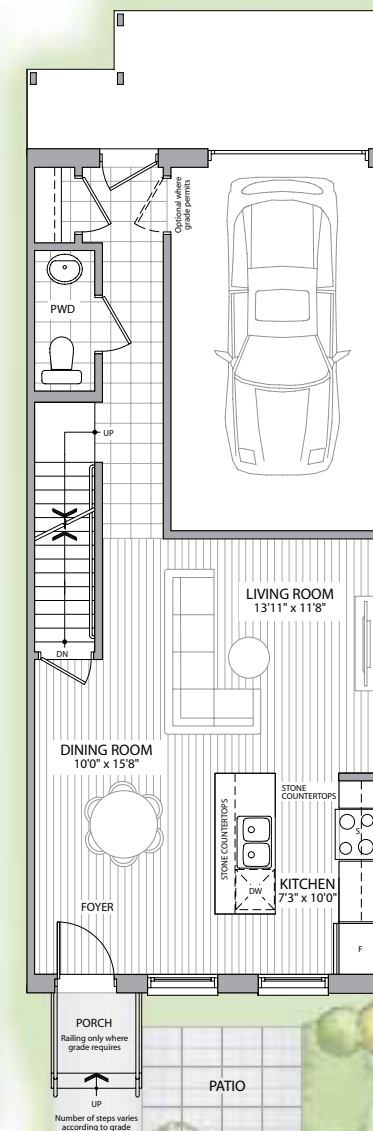 Optional where
grade permits
PWD
UP
LIVING ROOM
13'11" x 11'8"
DN
DINING ROOM
10'0" x 15'8"
STONE
COUNTERTOPS
STONE COUNTERTOPS
S
DW
KITCHEN
7'3" x 10'0"
FOYER
F
PORCH
Railing only where
grade requires
PATIO
UP
Number of steps varies
according to grade